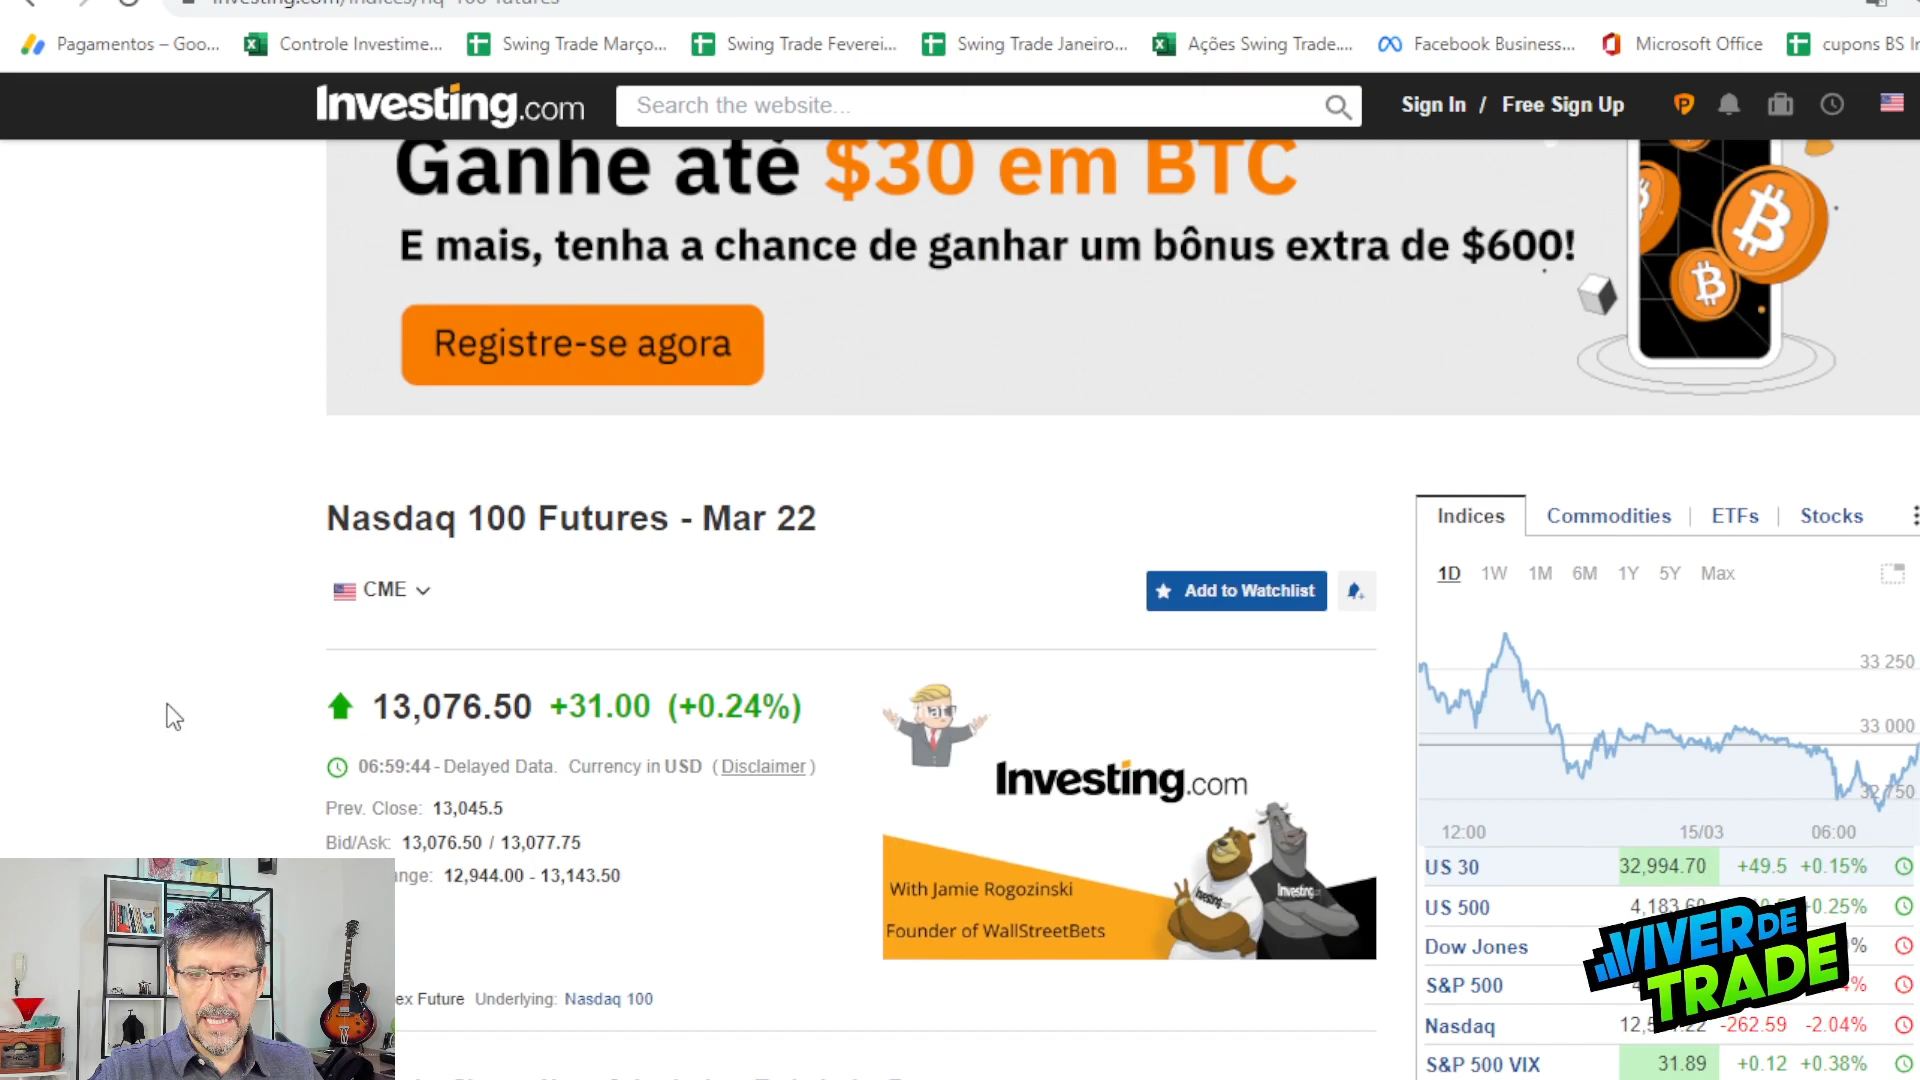 Pagamentos – Goo... Controle Investime... Swing Trade Março... Swing Trade Feverei... Swing Trade Janeiro... Ações Swing Trade.... Facebook Business... Microsoft Office cupons BS
Investing.com Search the website... Sign In / Free Sign Up
Ganhe até $30 em BTC
E mais, tenha a chance de ganhar um bônus extra de $600!
Registre-se agora
Nasdaq 100 Futures - Mar 22
CME
Add to Watchlist
13,076.50 +31.00 (+0.24%)
06:59:44 - Delayed Data. Currency in USD ( Disclaimer )
Prev. Close: 13,045.5
Bid/Ask: 13,076.50 / 13,077.75
12,944.00 - 13,143.50
Future Underlying: Nasdaq 100
Investing.com
With Jamie Rogozinski
Founder of WallStreetBets
Investing.com
Indices Commodities ETFs Stocks
1D 1W 1M 6M 1Y 5Y Max
33 250
33 000
32 750
12:00 15/03 06:00
US 30 32,994.70 +49.5 +0.15%
US 500 4,183.60 +0.25%
Dow Jones
S&P 500
Nasdaq -262.59 -2.04%
S&P 500 VIX 31.89 +0.12 +0.38%
VIVER DE
TRADE